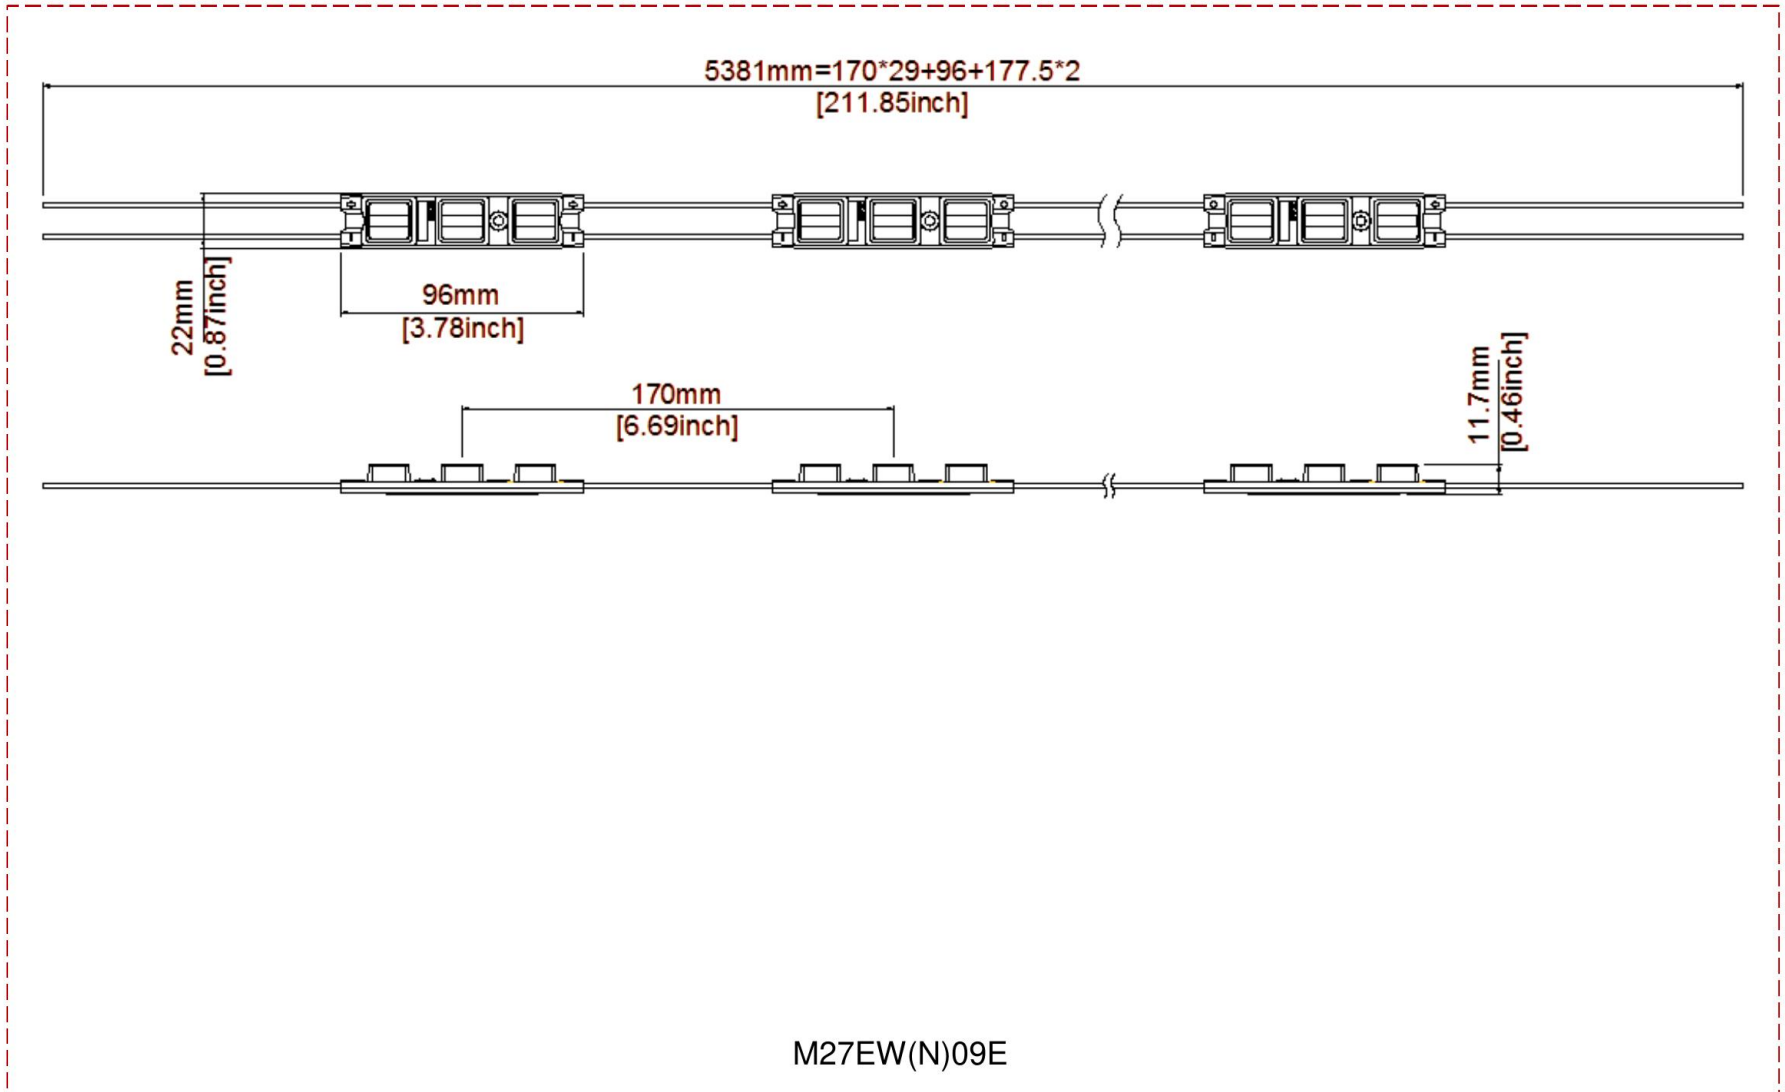 5381mm=170*29+96+177.5*2
[211.85inch]
22mm
[0.87inch]
96mm
[3.78inch]
170mm
[6.69inch]
11.7mm
[0.46inch]
M27EW(N)09E